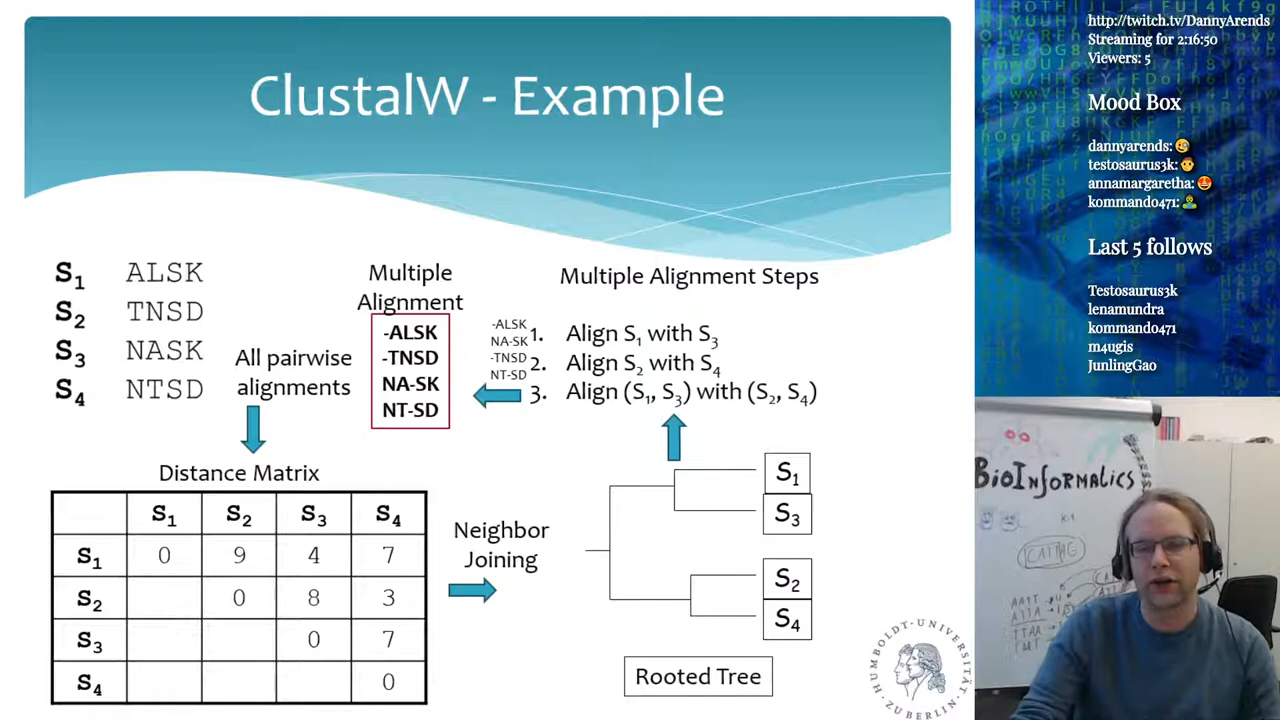 ClustalW - Example
S1 ALSK
S2 TNSD
S3 NASK
S4 NTSD
All pairwise
alignments
Multiple
Alignment
-ALSK
-TNSD
NA-SK
NT-SD
Multiple Alignment Steps
-ALSK
NA-SK
-TNSD
NT-SD
1. Align S1 with S3
2. Align S2 with S4
3. Align (S1, S3) with (S2, S4)
Distance Matrix
S1 S2 S3 S4
S1 0 9 4 7
S2 0 8 3
S3 0 7
S4 0
Neighbor
Joining
S1
S3
S2
S4
Rooted Tree
HUMBOLDT-UNIVERSITÄT
ZU BERLIN
http://twitch.tv/DannyArends
Streaming for 2:16:50
Viewers: 5
Mood Box
dannyarends:
testosaurus3k:
annamargaretha:
kommando471:
Last 5 follows
Testosaurus3k
lenamundra
kommando471
m4ugis
JunlingGao
BioInformatics